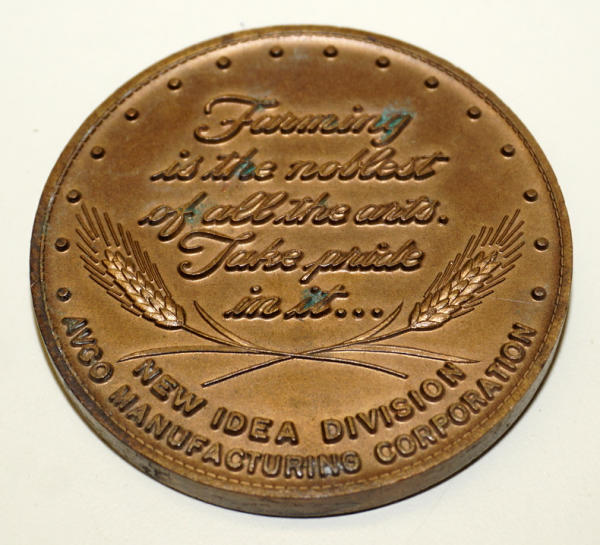 Farming
is the noblest
of all the arts.
Take pride
in it...
NEW IDEA DIVISION
AVCO MANUFACTURING CORPORATION